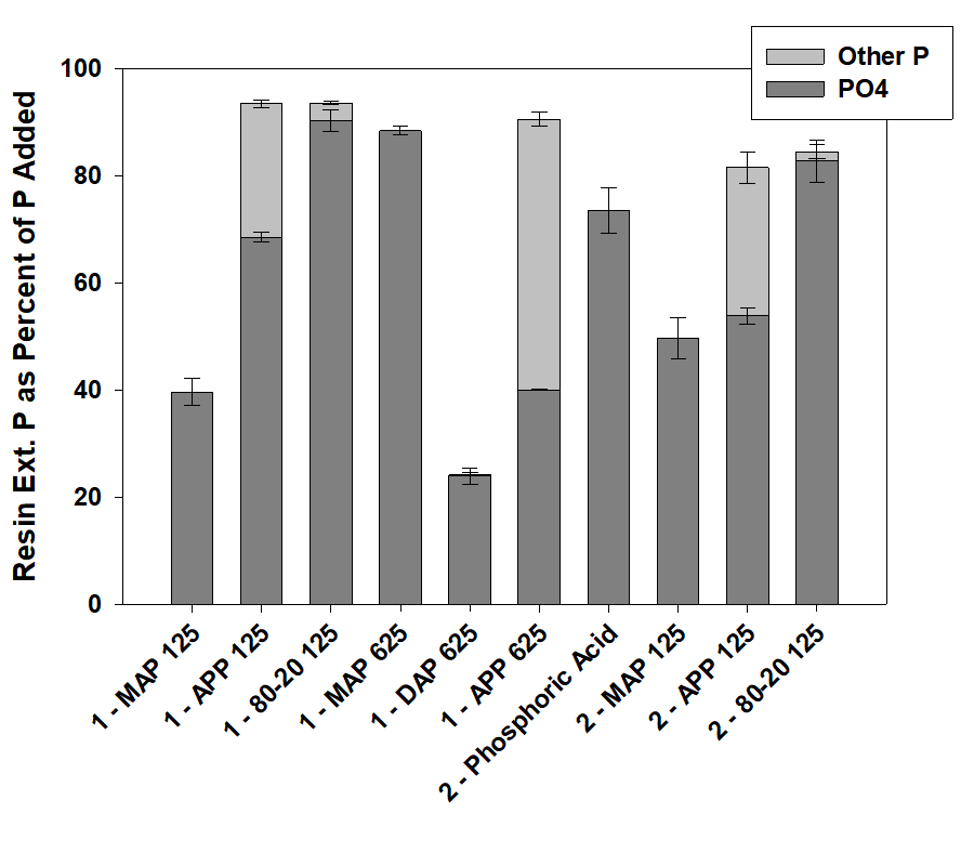 Other P
PO4
Resin Ext. P as Percent of P Added
100
80
60
40
20
0
1 - MAP 125
1 - APP 125
1 - 80-20 125
1 - MAP 625
1 - DAP 625
1 - APP 625
2 - Phosphoric Acid
2 - MAP 125
2 - APP 125
2 - 80-20 125